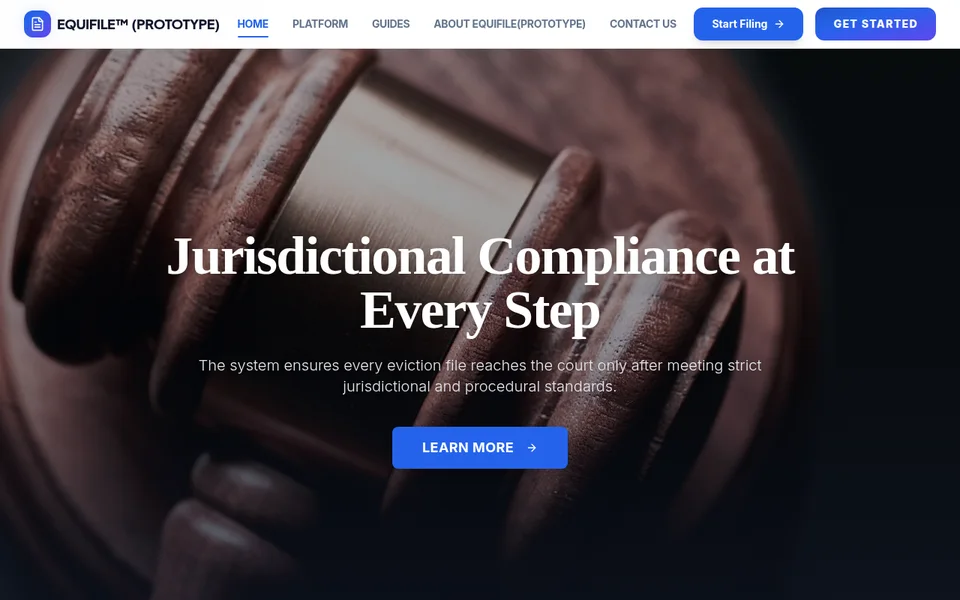 EQUIFILE™ (PROTOTYPE)
HOME
PLATFORM
GUIDES
ABOUT EQUIFILE(PROTOTYPE)
CONTACT US
Start Filing →
GET STARTED
Jurisdictional Compliance at
Every Step
The system ensures every eviction file reaches the court only after meeting strict
jurisdictional and procedural standards.
LEARN MORE →